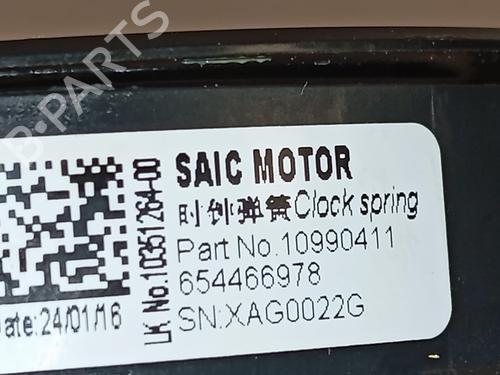 B-PARTS
SAIC MOTOR
时钟弹簧Clock spring
Part No.10990411
654466978
SN:XAG0022G
LK No.10351264-00
Date:24/01/16